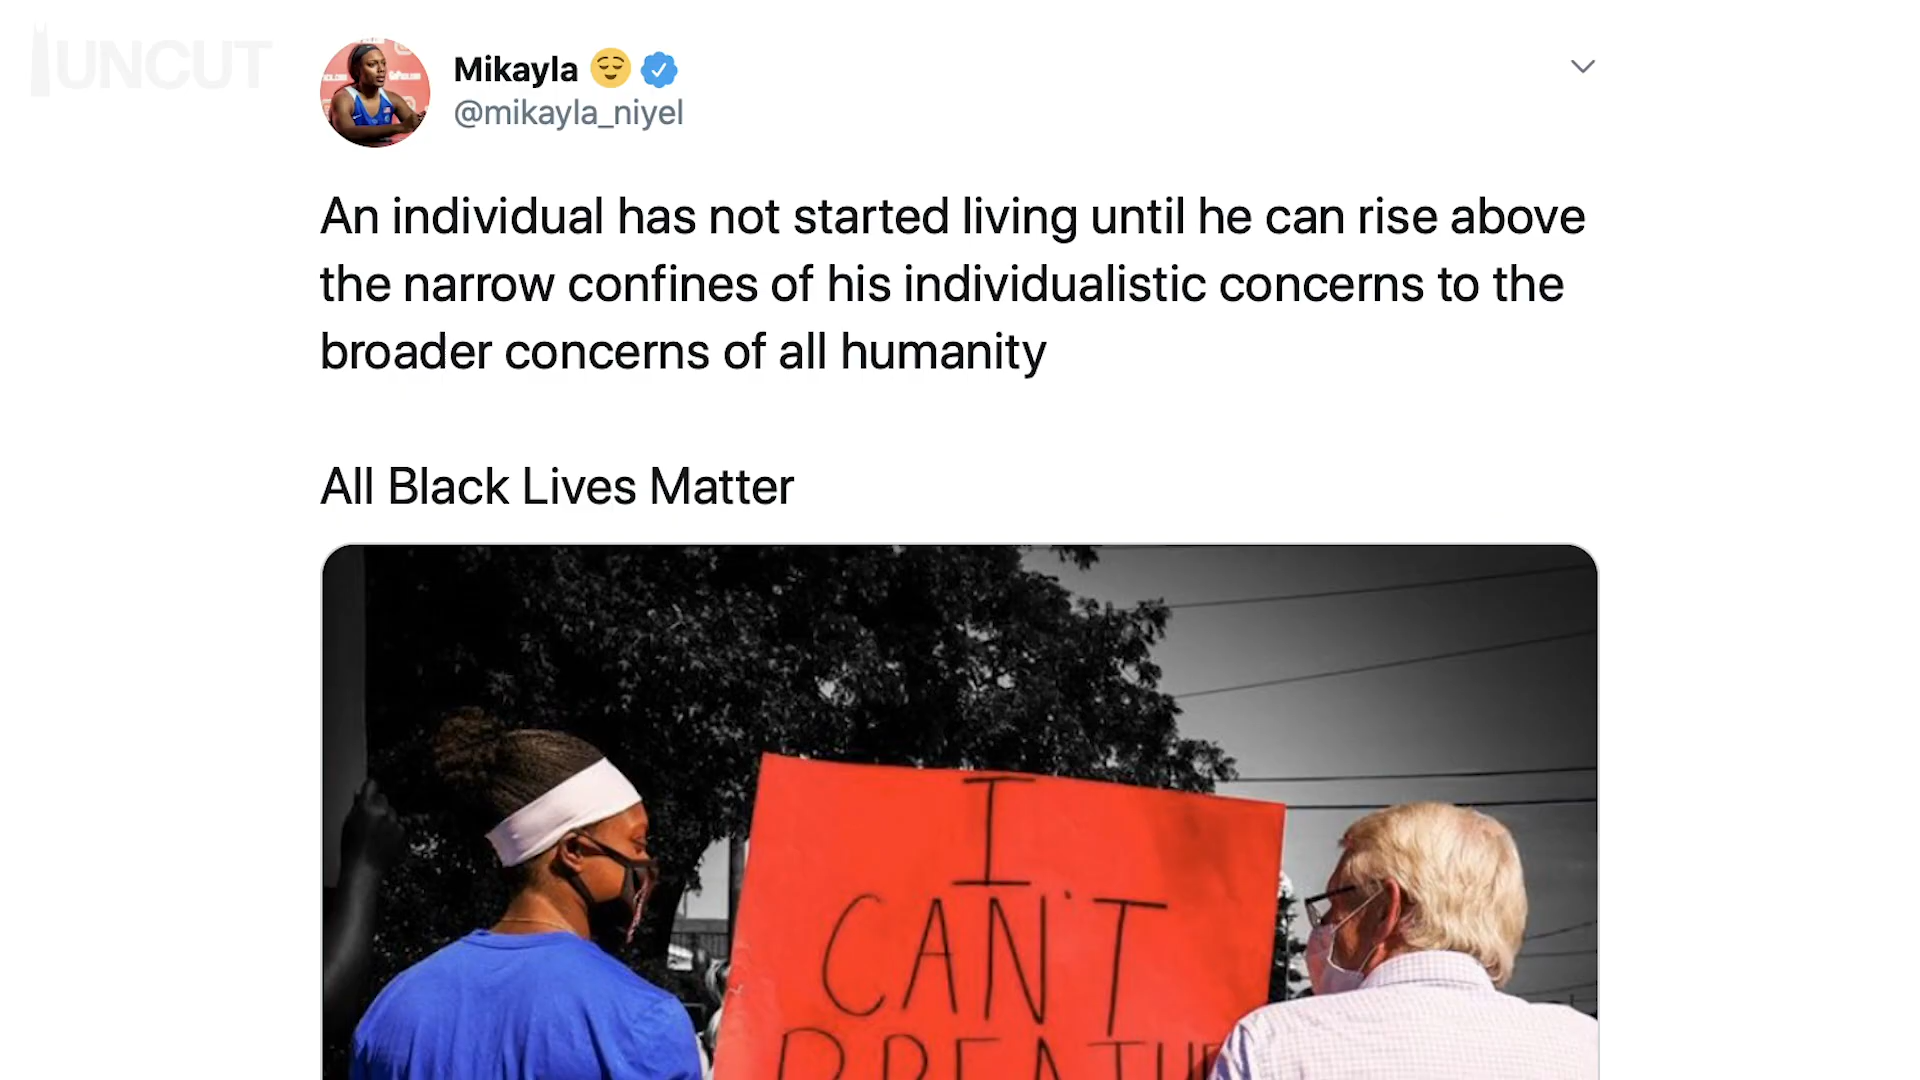 UNCUT
Mikayla
@mikayla_niyel
An individual has not started living until he can rise above
the narrow confines of his individualistic concerns to the
broader concerns of all humanity
All Black Lives Matter
I
CAN'T
BREATHE